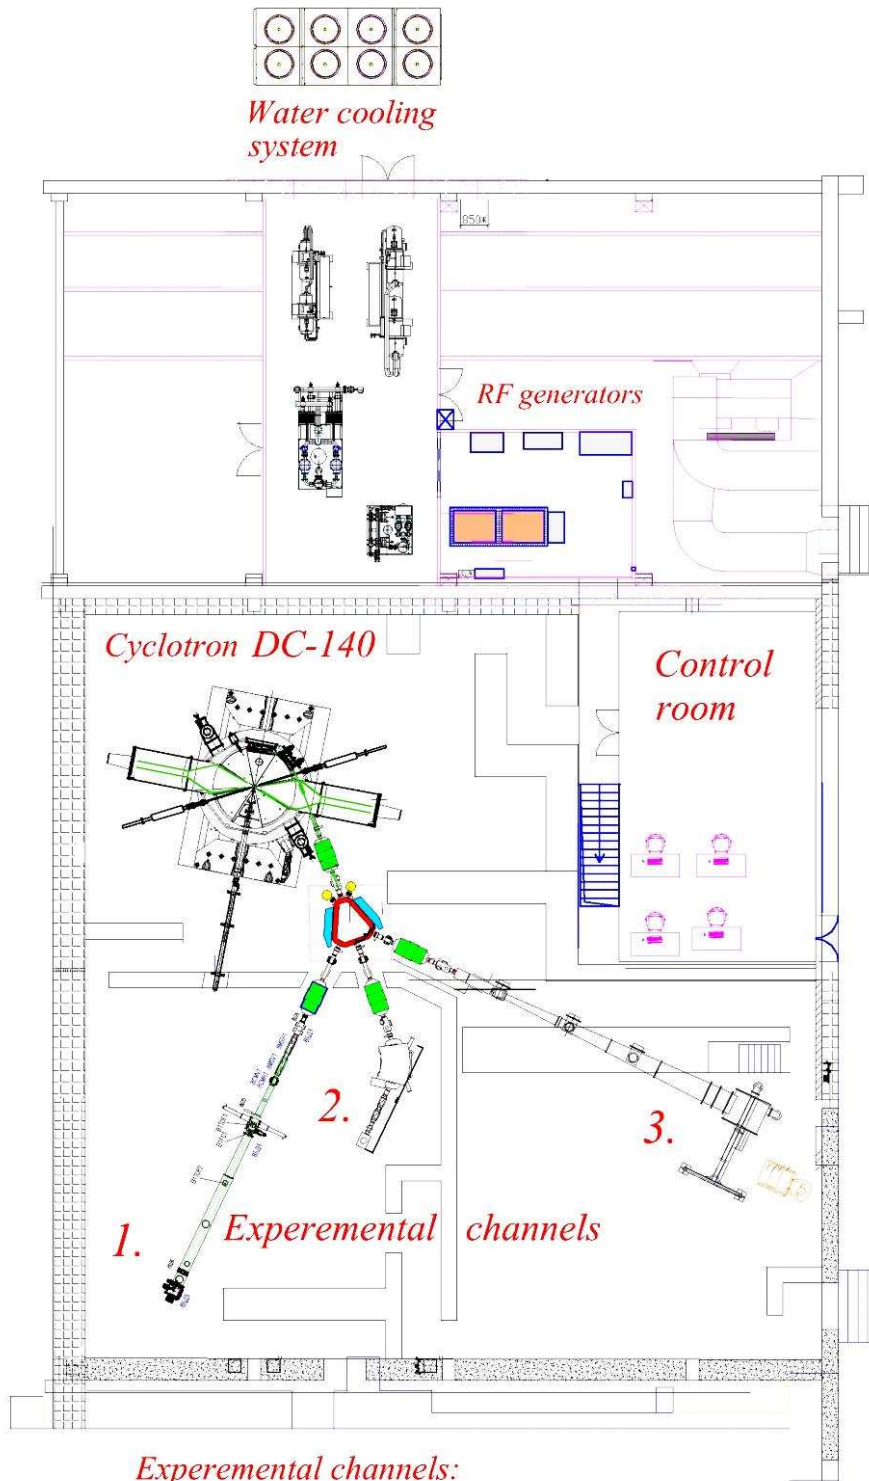 Water cooling
system
850*
RF generators
Cyclotron DC-140
Control
room
2.
3.
1.
Experemental channels
Experemental channels: